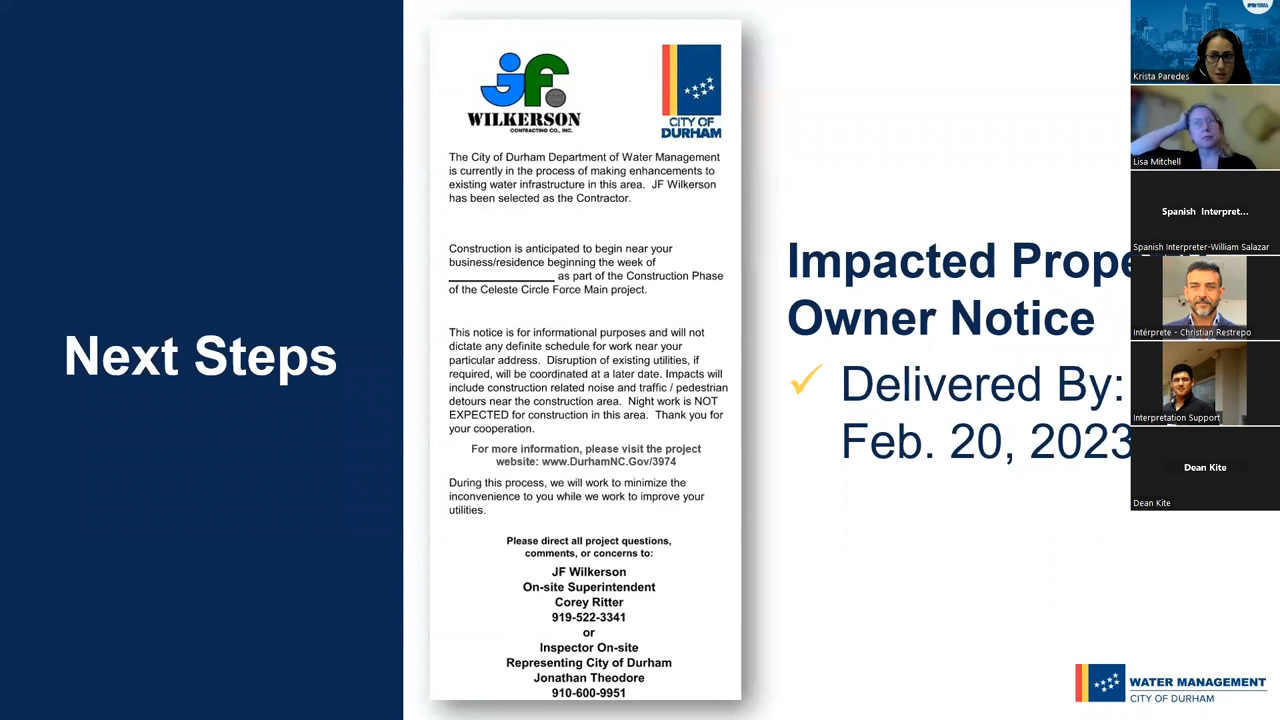 Next Steps
jf.
WILKERSON
CONTRACTING CO., INC.
CITY OF
DURHAM
The City of Durham Department of Water Management
is currently in the process of making enhancements to
existing water infrastructure in this area. JF Wilkerson
has been selected as the Contractor.
Construction is anticipated to begin near your
business/residence beginning the week of
________________ as part of the Construction Phase
of the Celeste Circle Force Main project.
This notice is for informational purposes and will not
dictate any definite schedule for work near your
particular address. Disruption of existing utilities, if
required, will be coordinated at a later date. Impacts will
include construction related noise and traffic / pedestrian
detours near the construction area. Night work is NOT
EXPECTED for construction in this area. Thank you for
your cooperation.
For more information, please visit the project
website: www.DurhamNC.Gov/3974
During this process, we will work to minimize the
inconvenience to you while we work to improve your
utilities.
Please direct all project questions,
comments, or concerns to:
JF Wilkerson
On-site Superintendent
Corey Ritter
919-522-3341
or
Inspector On-site
Representing City of Durham
Jonathan Theodore
910-600-9951
Impacted Prope
Owner Notice
✓ Delivered By:
Feb. 20, 2023
WATER MANAGEMENT
CITY OF DURHAM
Krista Paredes
Lisa Mitchell
Spanish Interpret...
Spanish Interpreter-William Salazar
Intérprete - Christian Restrepo
Interpretation Support
Dean Kite
Dean Kite